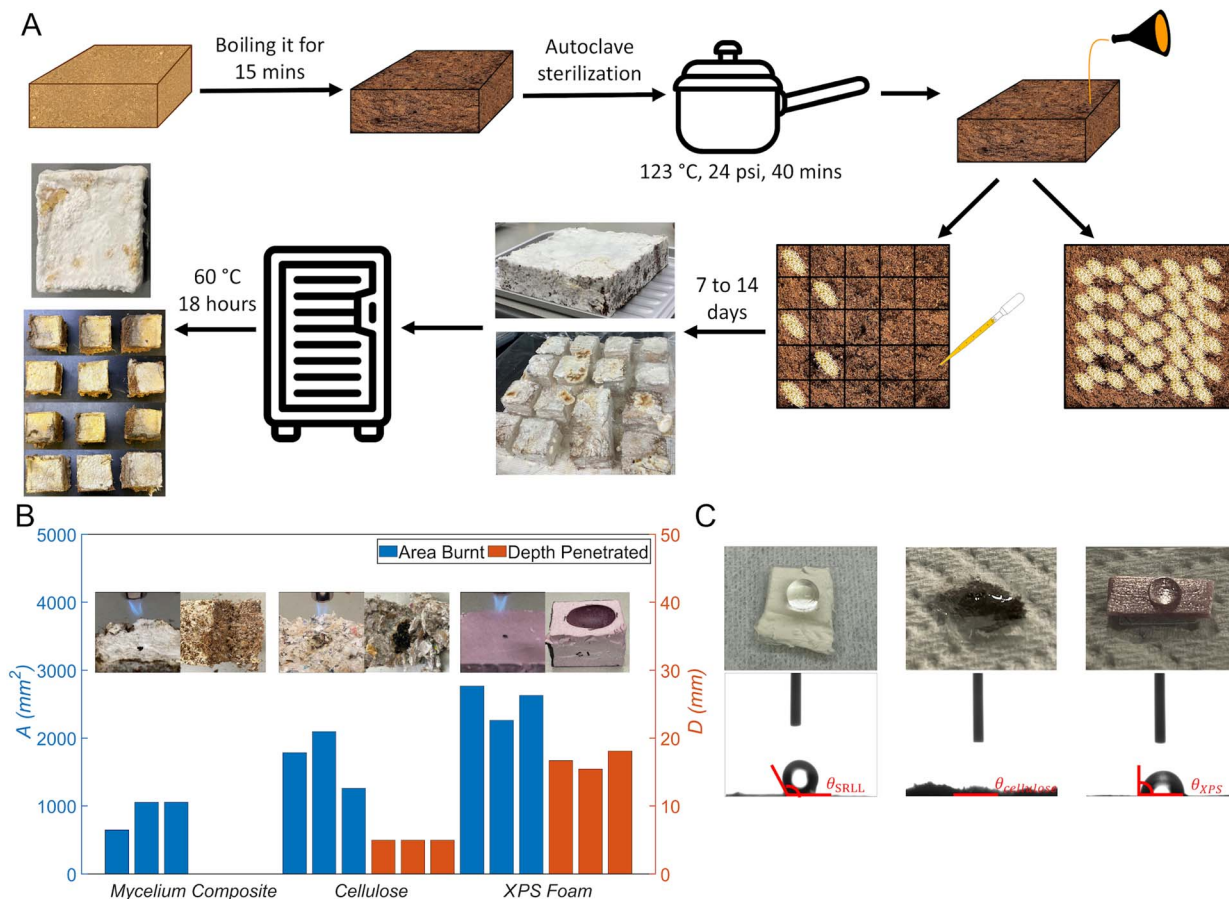 A
Boiling it for
15 mins
Autoclave
sterilization
123 °C, 24 psi, 40 mins
7 to 14
days
60 °C
18 hours
B
5000
4000
3000
2000
1000
0
A (mm²)
Area Burnt
Depth Penetrated
50
40
30
20
10
0
D (mm)
Mycelium Composite
Cellulose
XPS Foam
C
θSRLL
θcellulose
θXPS